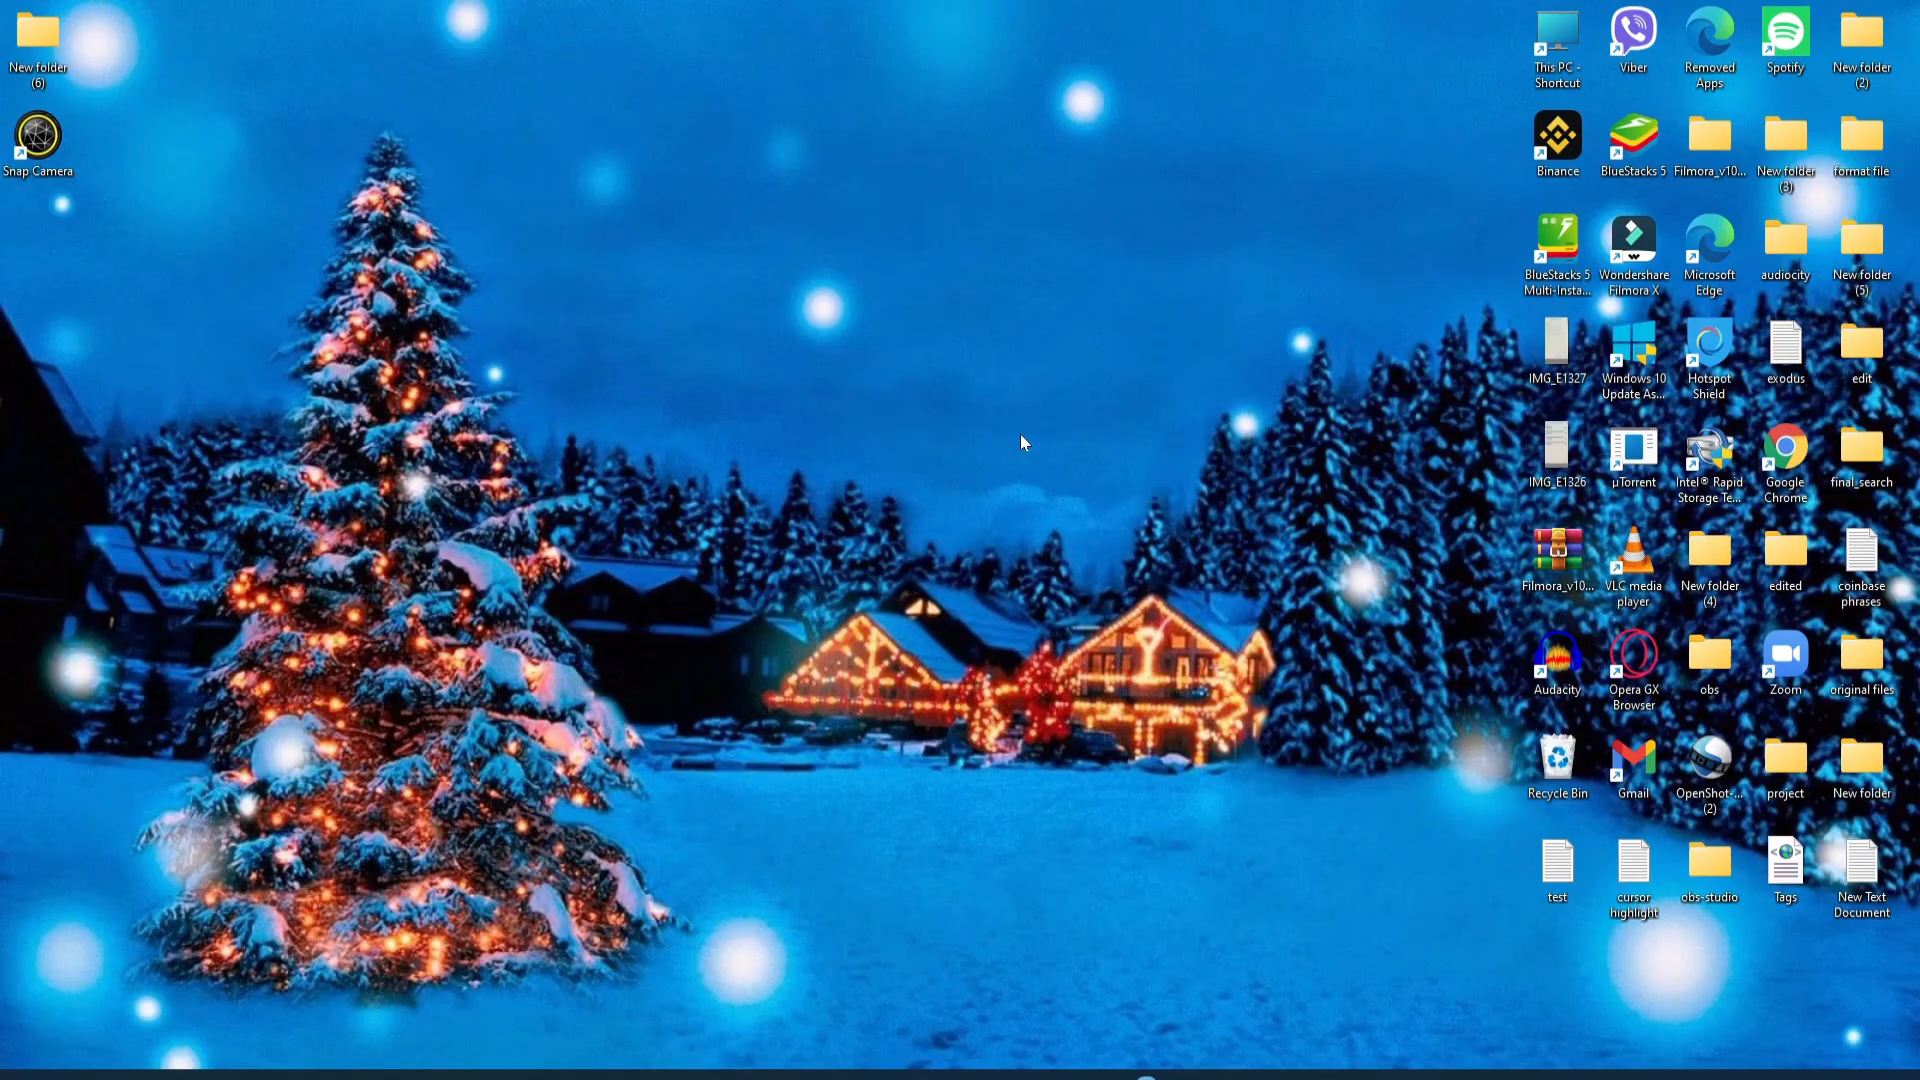 New folder
(6)
Snap Camera
This PC -
Shortcut
Viber
Removed
Apps
Spotify
New folder
(2)
Binance
BlueStacks 5
Filmora_v10...
New folder
(3)
format file
BlueStacks 5
Multi-Insta...
Wondershare
Filmora X
Microsoft
Edge
audiocity
New folder
(5)
IMG_E1327
Windows 10
Update As...
Hotspot
Shield
exodus
edit
IMG_E1326
µTorrent
Intel® Rapid
Storage Te...
Google
Chrome
final_search
Filmora_v10...
VLC media
player
New folder
(4)
edited
coinbase
phrases
Audacity
Opera GX
Browser
obs
Zoom
original files
Recycle Bin
Gmail
OpenShot-...
(2)
project
New folder
test
cursor
highlight
obs-studio
Tags
New Text
Document